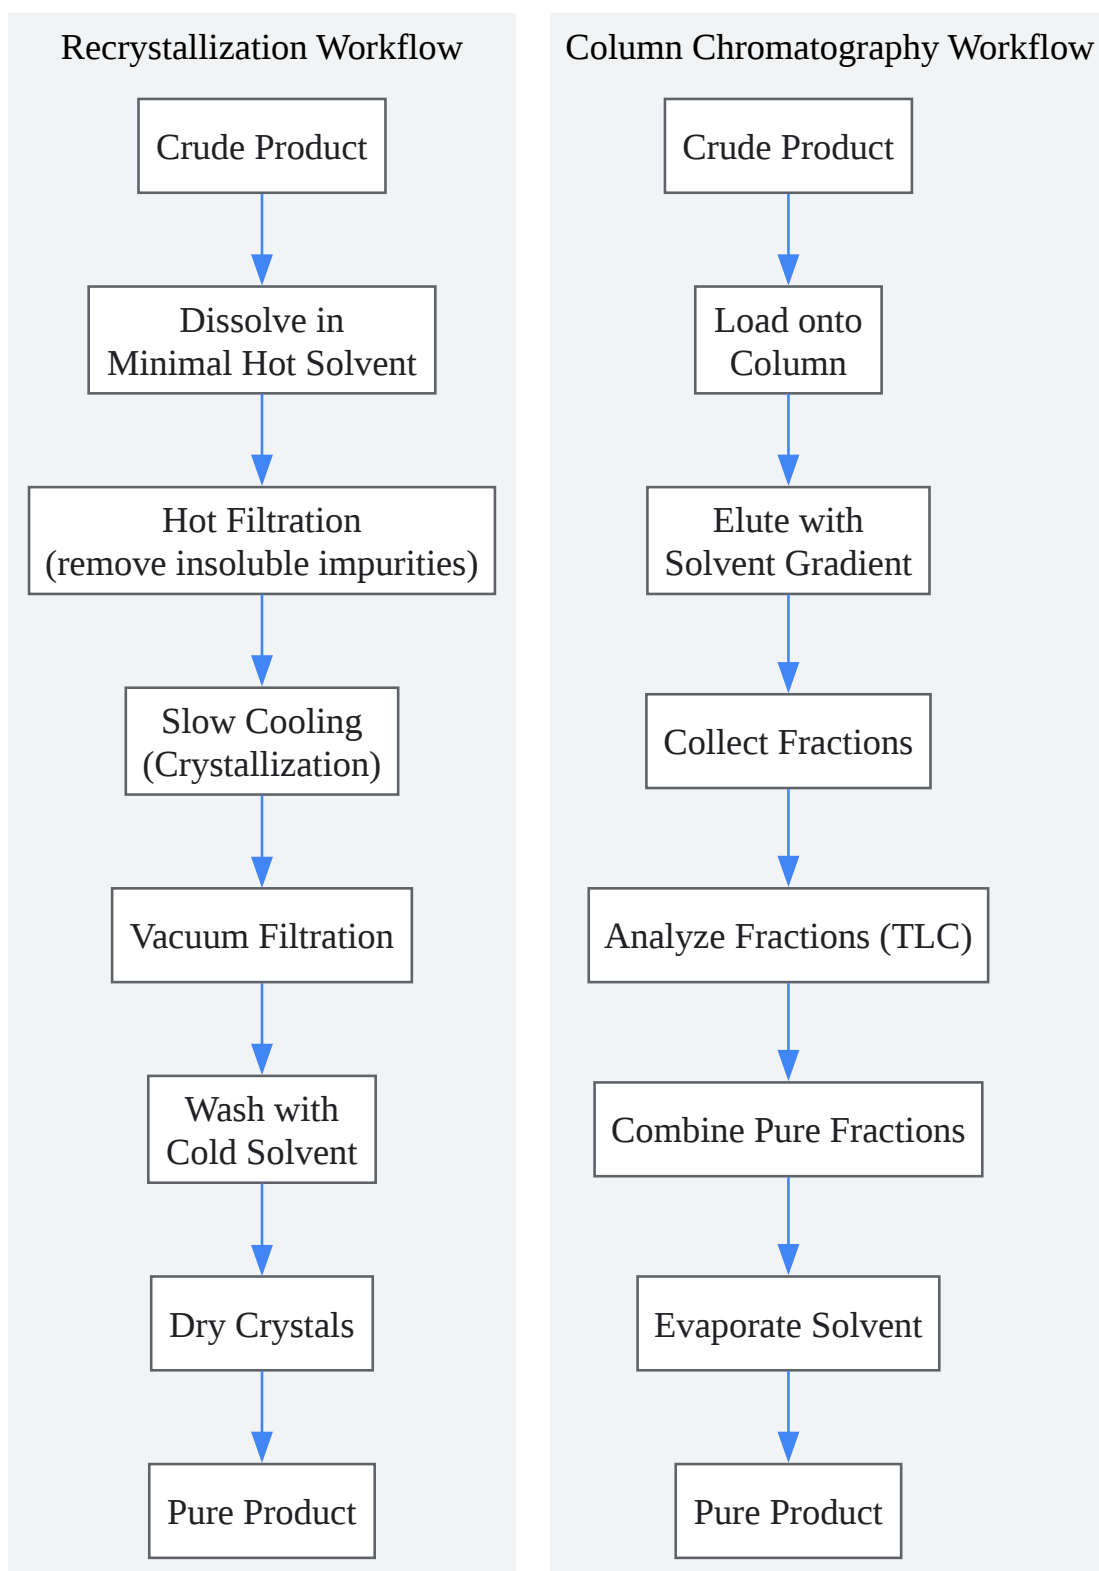 Recrystallization Workflow
Crude Product
Dissolve in
Minimal Hot Solvent
Hot Filtration
(remove insoluble impurities)
Slow Cooling
(Crystallization)
Vacuum Filtration
Wash with
Cold Solvent
Dry Crystals
Pure Product
Column Chromatography Workflow
Crude Product
Load onto
Column
Elute with
Solvent Gradient
Collect Fractions
Analyze Fractions (TLC)
Combine Pure Fractions
Evaporate Solvent
Pure Product